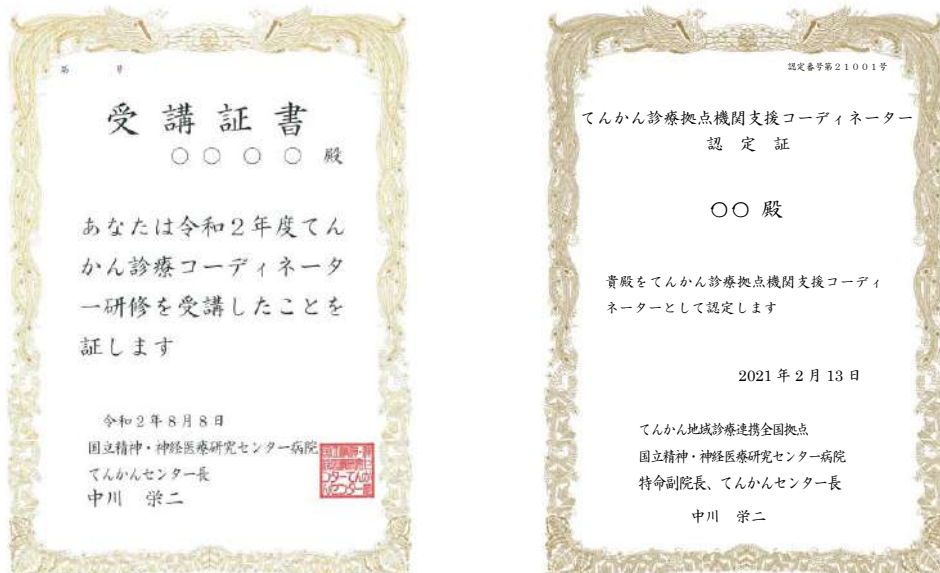 第　　号
受講証書
○○○○殿
あなたは令和2年度てん
かん診療コーディネータ
ー研修を受講したことを
証します
令和2年8月8日
国立精神・神経医療研究センター病院
てんかんセンター長
中川　栄二
認定番号第21001号
てんかん診療拠点機関支援コーディネーター
認　定　証
○○ 殿
貴殿をてんかん診療拠点機関支援コーディ
ネーターとして認定します
2021年2月13日
てんかん地域診療連携全国拠点
国立精神・神経医療研究センター病院
特命副院長、てんかんセンター長
中川　栄二